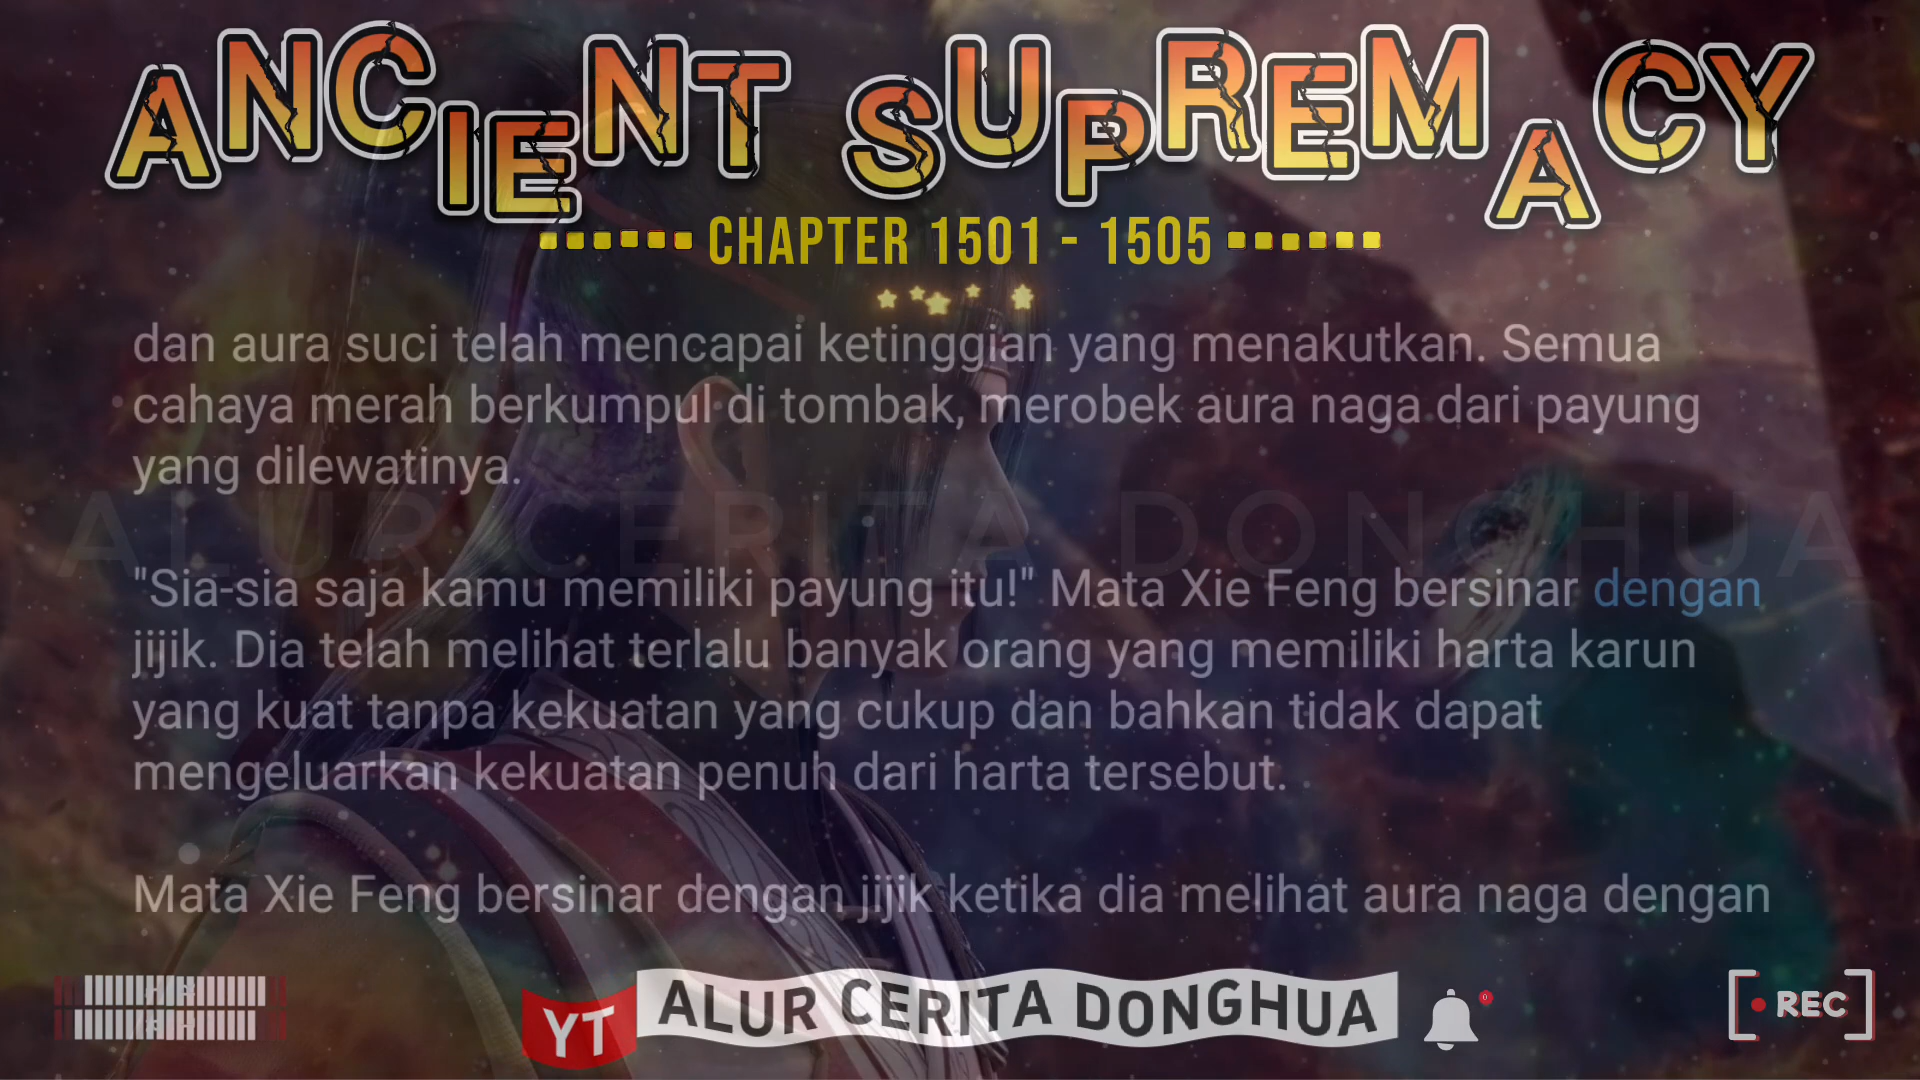 ANCIENT SUPREMACY
CHAPTER 1501 - 1505
dan aura suci telah mencapai ketinggian yang menakutkan. Semua
cahaya merah berkumpul di tombak, merobek aura naga dari payung
yang dilewatinya.
ALUR CERITA DONGHUA
"Sia-sia saja kamu memiliki payung itu!" Mata Xie Feng bersinar dengan
jijik. Dia telah melihat terlalu banyak orang yang memiliki harta karun
yang kuat tanpa kekuatan yang cukup dan bahkan tidak dapat
mengeluarkan kekuatan penuh dari harta tersebut.
Mata Xie Feng bersinar dengan jijik ketika dia melihat aura naga dengan
YT ALUR CERITA DONGHUA
0
REC